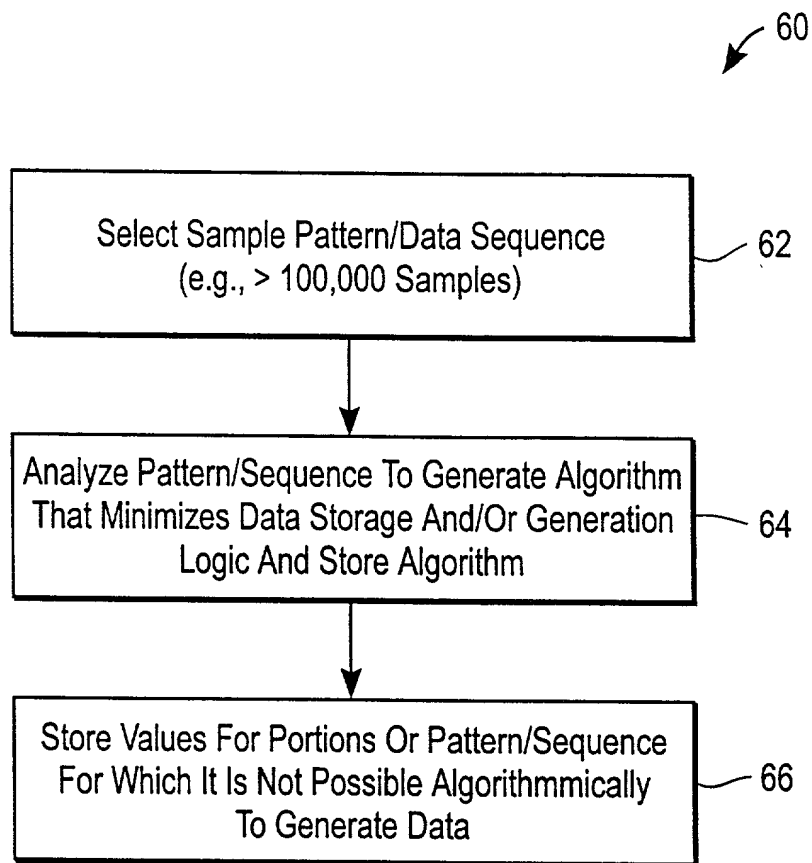 60
Select Sample Pattern/Data Sequence
(e.g., > 100,000 Samples)
62
Analyze Pattern/Sequence To Generate Algorithm
That Minimizes Data Storage And/Or Generation
Logic And Store Algorithm
64
Store Values For Portions Or Pattern/Sequence
For Which It Is Not Possible Algorithmmically
To Generate Data
66